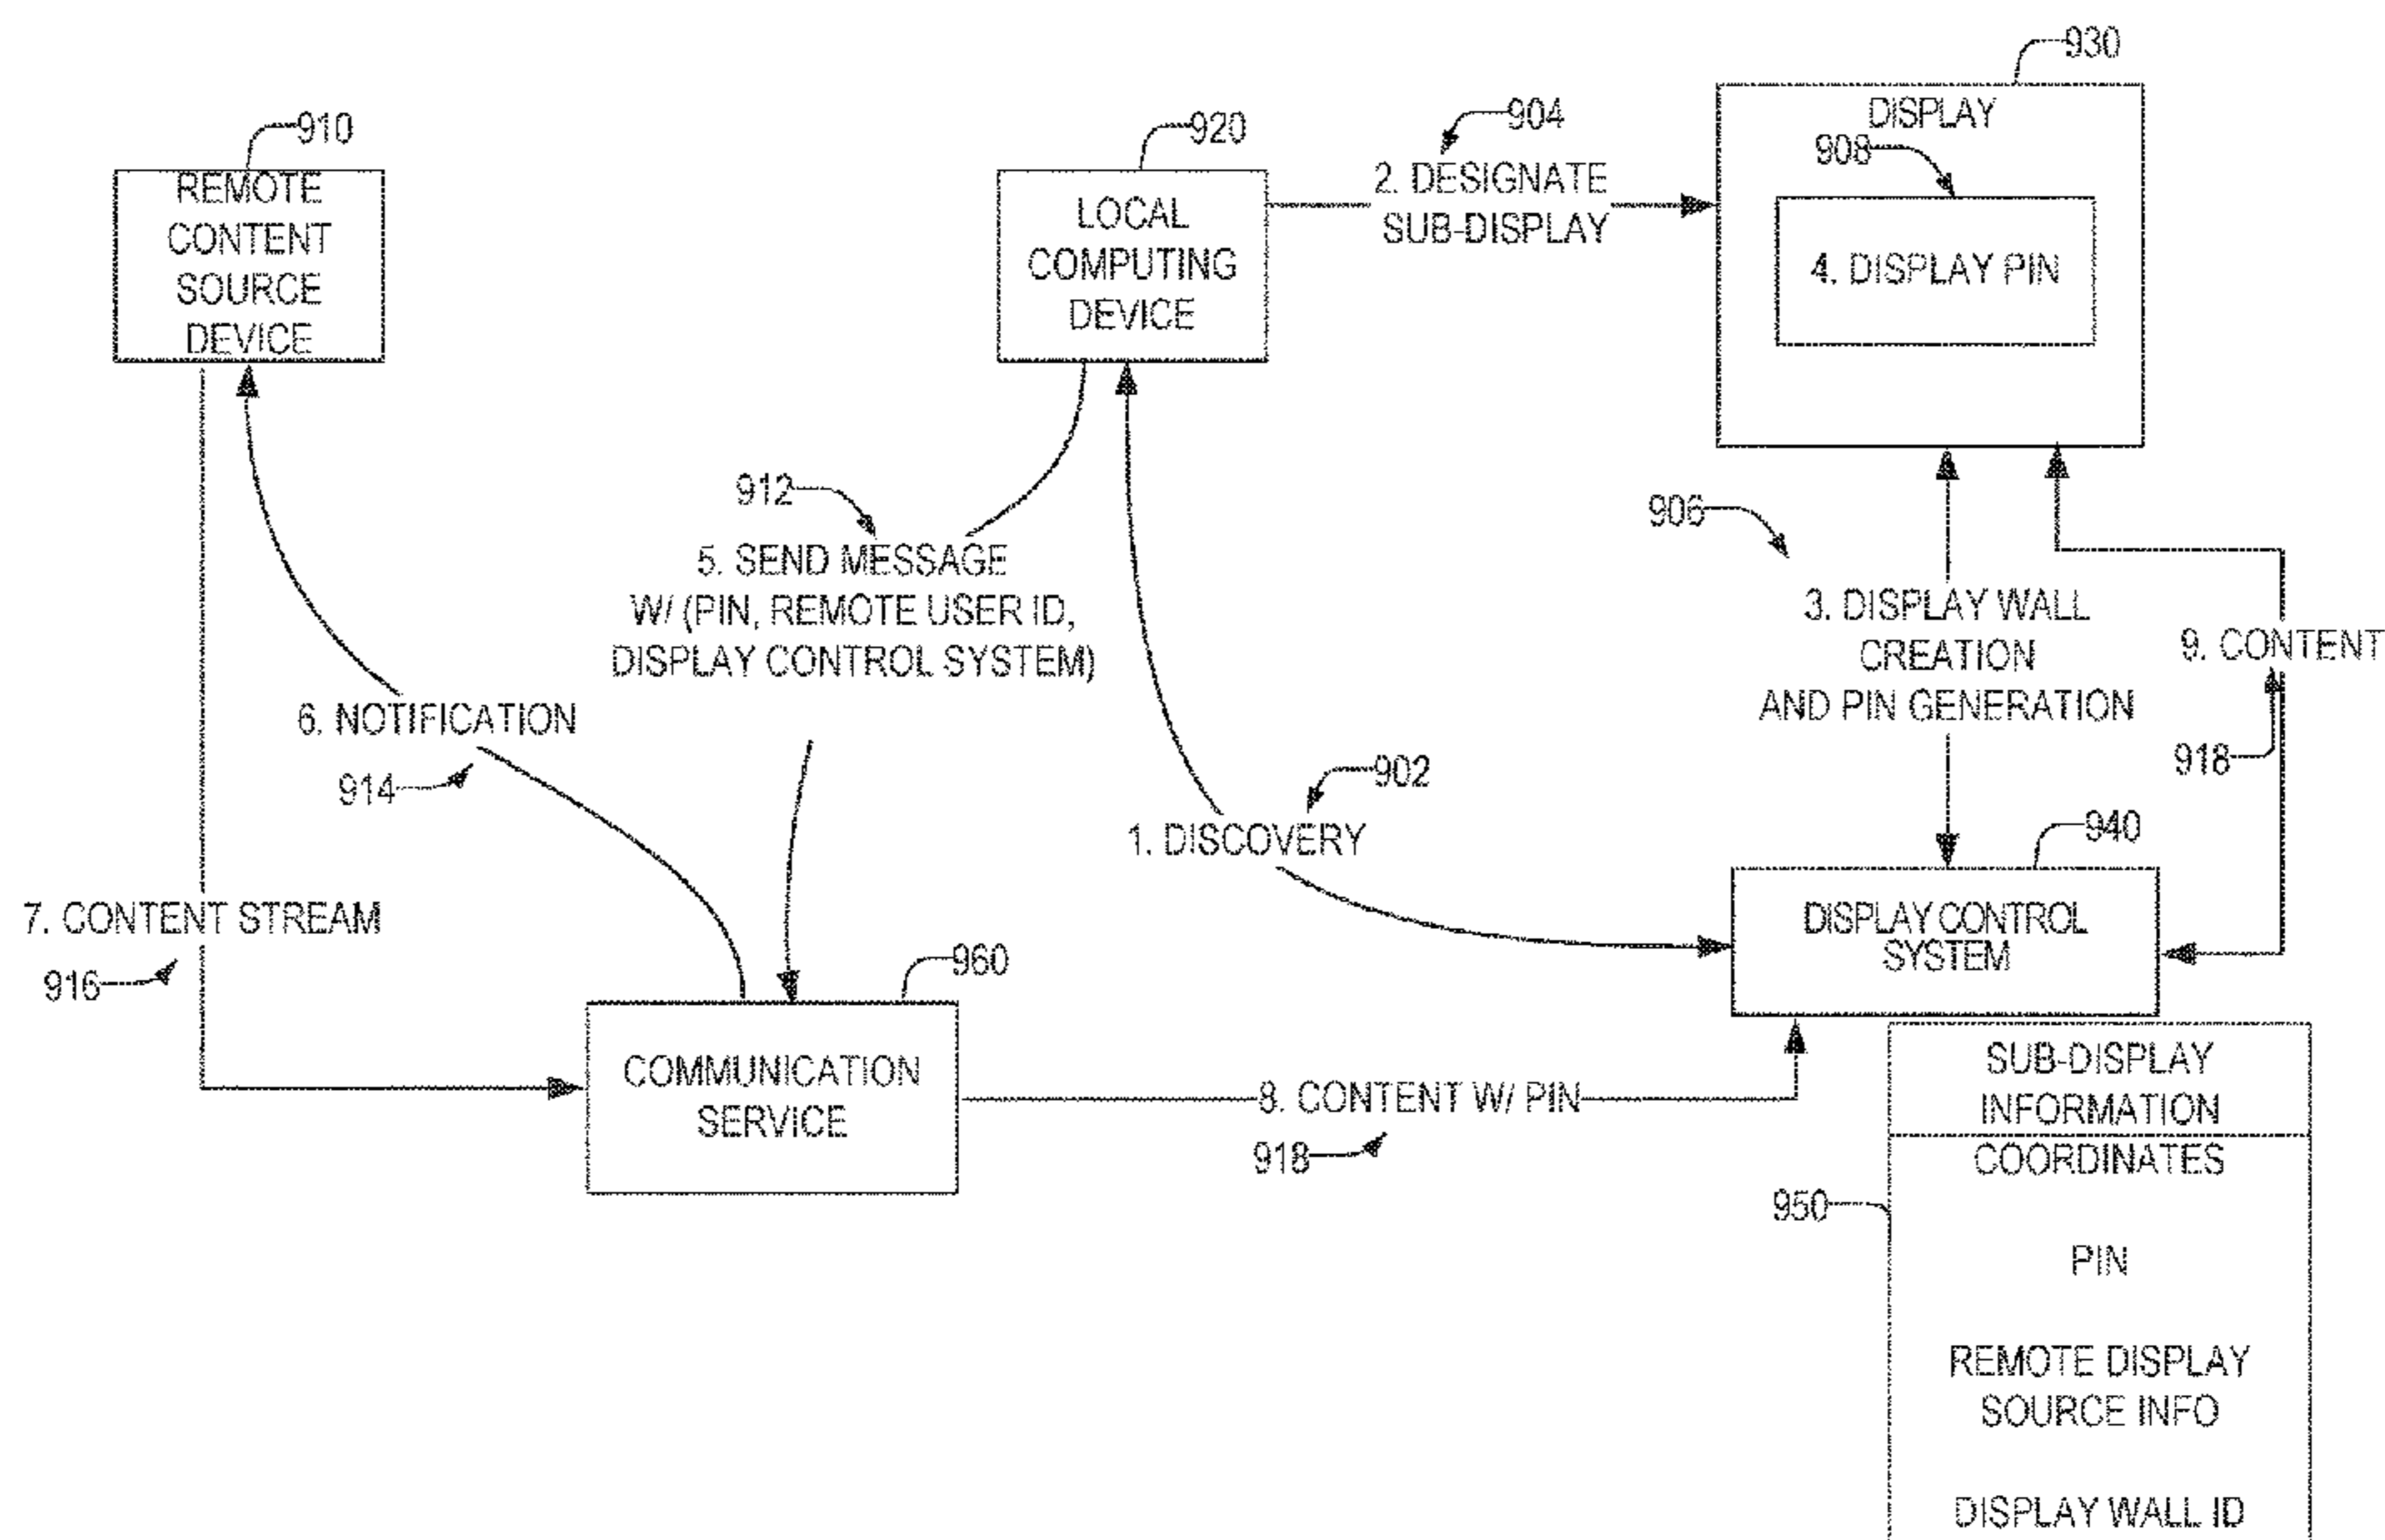 930
DISPLAY
908
4. DISPLAY PIN
910
REMOTE
CONTENT
SOURCE
DEVICE
920
LOCAL
COMPUTING
DEVICE
904
2. DESIGNATE
SUB-DISPLAY
912
5. SEND MESSAGE
W/ (PIN, REMOTE USER ID,
DISPLAY CONTROL SYSTEM)
906
3. DISPLAY WALL
CREATION
AND PIN GENERATION
9. CONTENT
918
6. NOTIFICATION
914
902
1. DISCOVERY
940
DISPLAY CONTROL
SYSTEM
7. CONTENT STREAM
916
960
COMMUNICATION
SERVICE
8. CONTENT W/ PIN
918
SUB-DISPLAY
INFORMATION
COORDINATES
950
PIN
REMOTE DISPLAY
SOURCE INFO
DISPLAY WALL ID